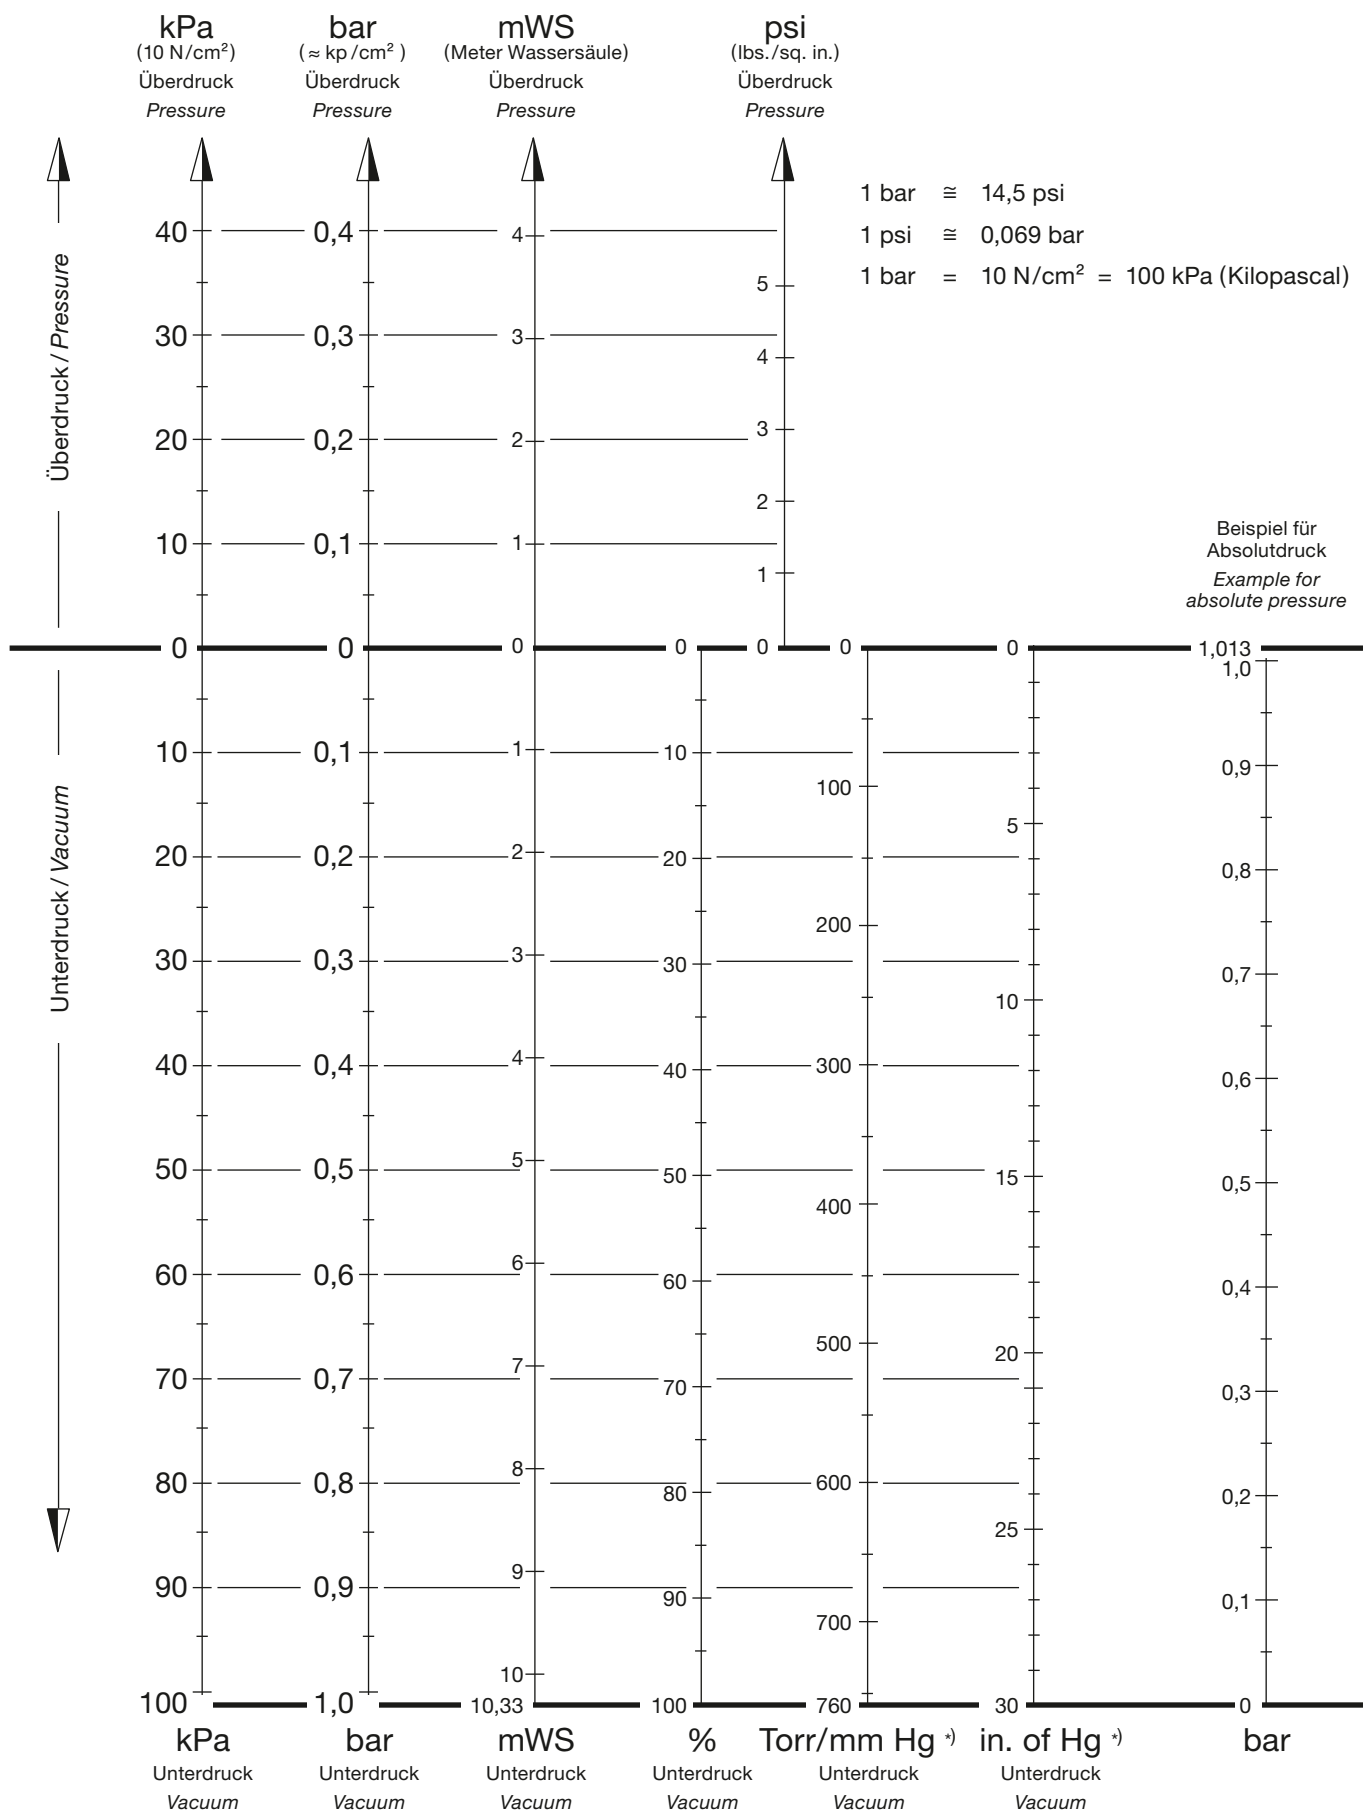 kPa bar mWS psi
(10 N/cm²) (≈ kp/cm²) (Meter Wassersäule) (lbs./sq. in.)
Überdruck Überdruck Überdruck Überdruck
Pressure Pressure Pressure Pressure
1 bar ≅ 14,5 psi
1 psi ≅ 0,069 bar
1 bar = 10 N/cm² = 100 kPa (Kilopascal)
Überdruck / Pressure
40 0,4 4
5
30 0,3 3
4
3
20 0,2 2
2
10 0,1 1
1
Beispiel für
Absolutdruck
Example for
absolute pressure
0 0 0 0 0 0 0 1,013
1,0
Unterdruck / Vacuum
10 0,1 1 10
0,9
100
5
20 0,2 2 20
0,8
200
30 0,3 3 30
0,7
10
40 0,4 4 40 300
0,6
50 0,5 5 50 15
0,5
400
60 0,6 6 60
0,4
500
20
70 0,7 7 70
0,3
80 0,8 8 80 600
0,2
25
90 0,9 9 90
0,1
700
10
100 1,0 10,33 100 760 30 0
kPa bar mWS % Torr/mm Hg *) in. of Hg *) bar
Unterdruck Unterdruck Unterdruck Unterdruck Unterdruck Unterdruck
Vacuum Vacuum Vacuum Vacuum Vacuum Vacuum